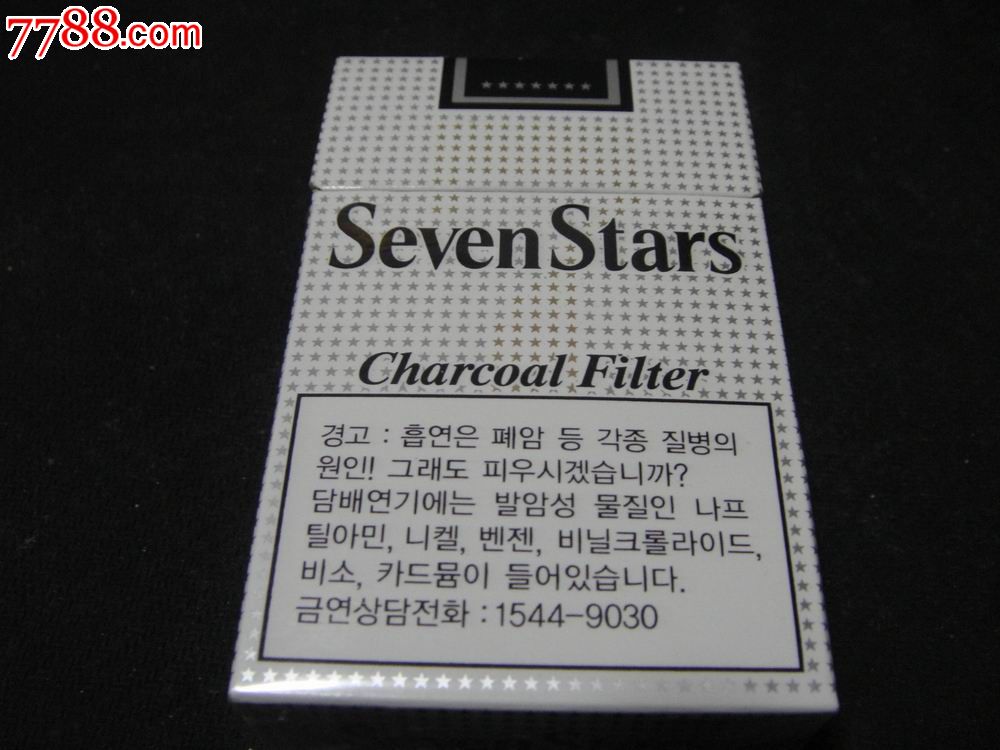 7788.com
Seven Stars
Charcoal Filter
경고 : 흡연은 폐암 등 각종 질병의
원인! 그래도 피우시겠습니까?
담배연기에는 발암성 물질인 나프
틸아민, 니켈, 벤젠, 비닐크롤라이드,
비소, 카드뮴이 들어있습니다.
금연상담전화 : 1544-9030